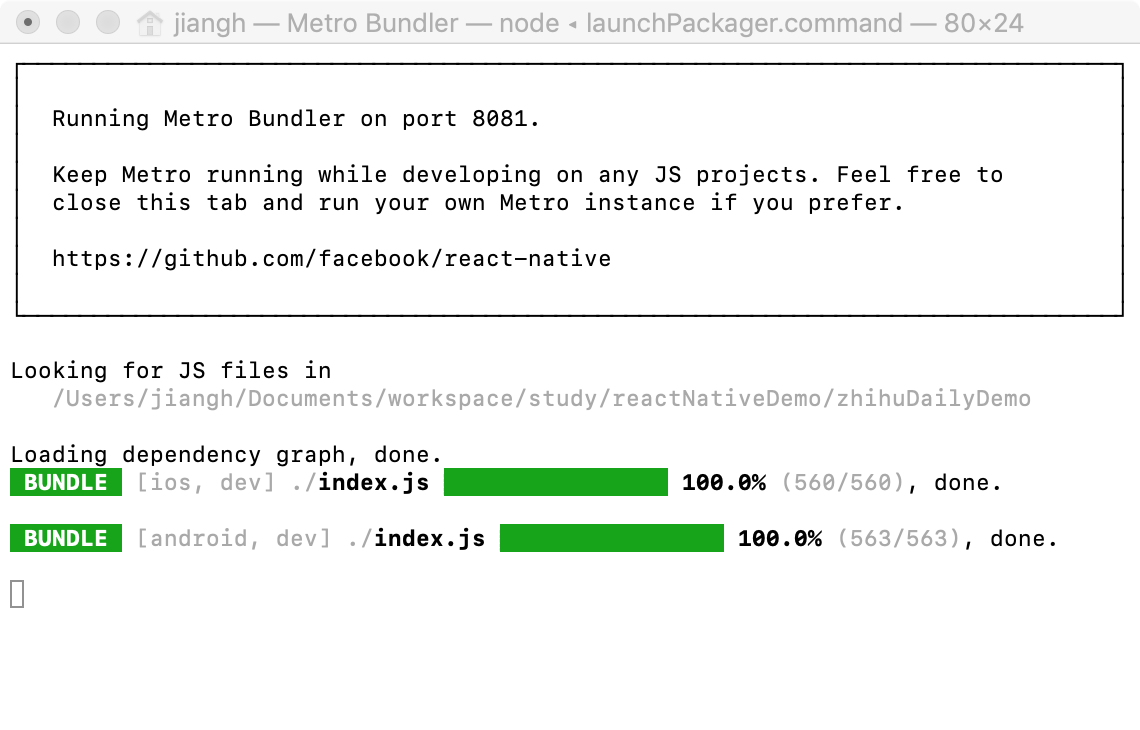 jiangh — Metro Bundler — node ◂ launchPackager.command — 80×24
Running Metro Bundler on port 8081.
Keep Metro running while developing on any JS projects. Feel free to
close this tab and run your own Metro instance if you prefer.
https://github.com/facebook/react-native
Looking for JS files in
/Users/jiangh/Documents/workspace/study/reactNativeDemo/zhihuDailyDemo
Loading dependency graph, done.
BUNDLE [ios, dev] ./index.js 100.0% (560/560), done.
BUNDLE [android, dev] ./index.js 100.0% (563/563), done.